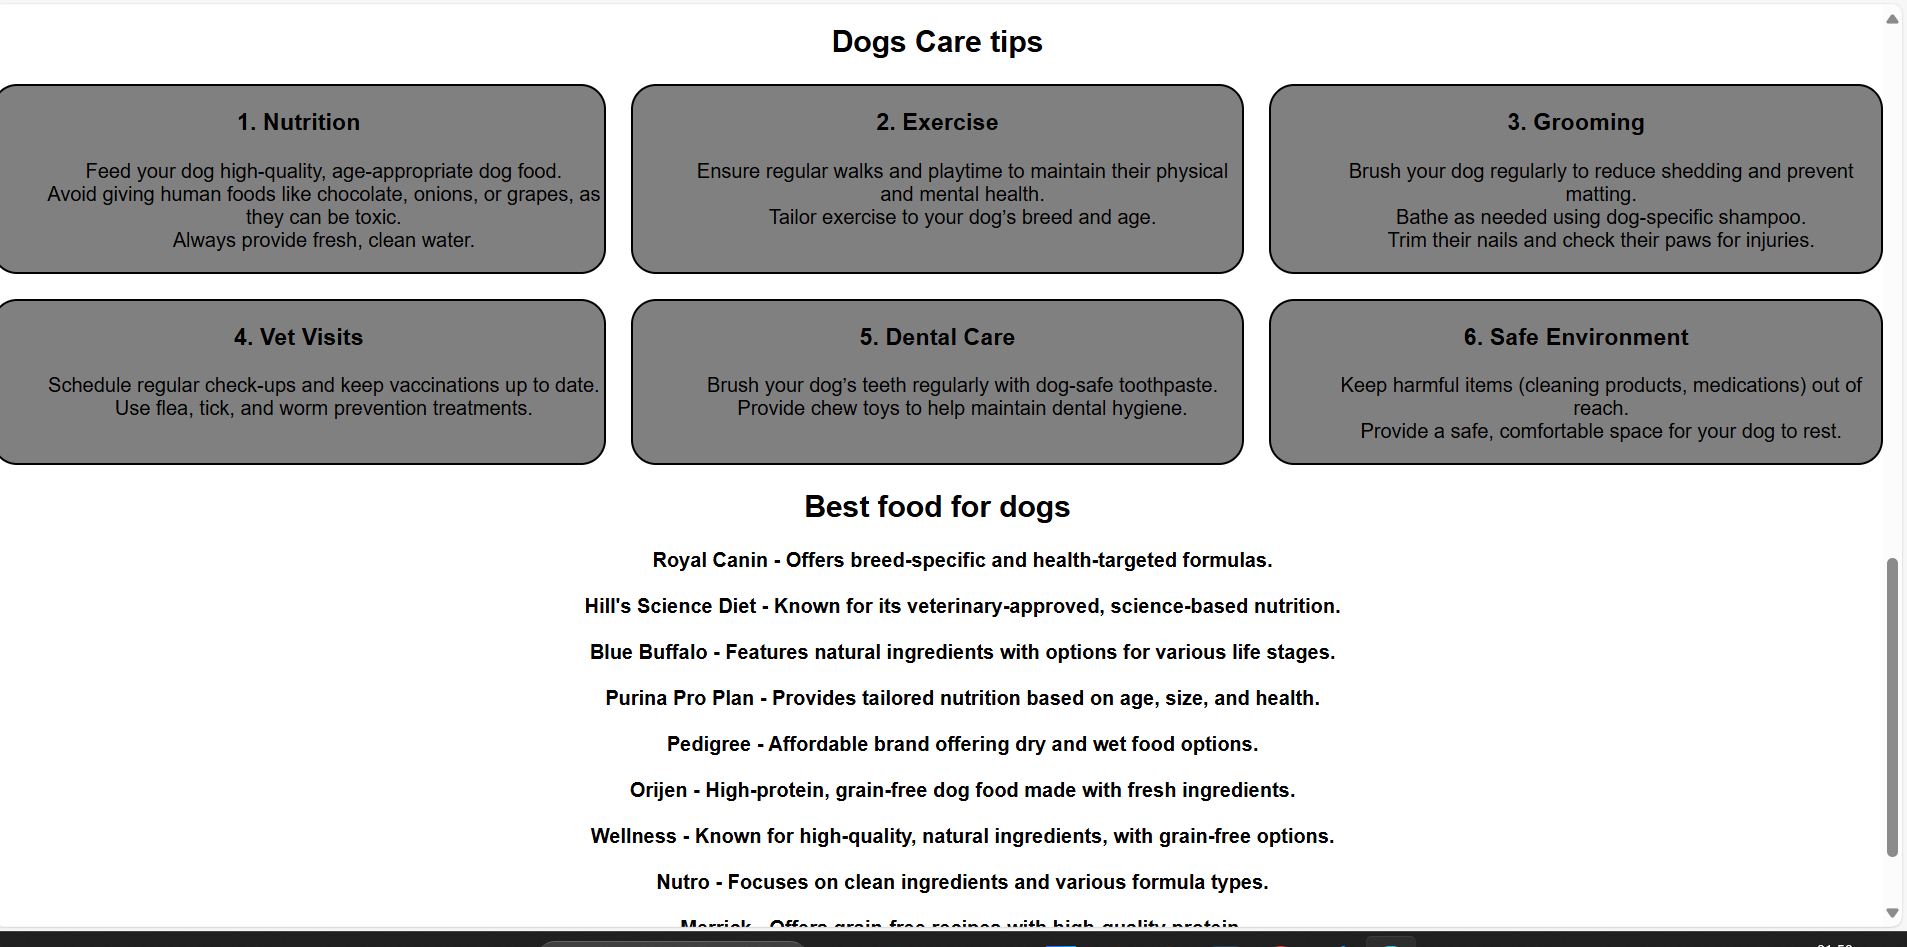 Dogs Care tips
1. Nutrition
Feed your dog high-quality, age-appropriate dog food.
Avoid giving human foods like chocolate, onions, or grapes, as
they can be toxic.
Always provide fresh, clean water.
2. Exercise
Ensure regular walks and playtime to maintain their physical
and mental health.
Tailor exercise to your dog’s breed and age.
3. Grooming
Brush your dog regularly to reduce shedding and prevent
matting.
Bathe as needed using dog-specific shampoo.
Trim their nails and check their paws for injuries.
4. Vet Visits
Schedule regular check-ups and keep vaccinations up to date.
Use flea, tick, and worm prevention treatments.
5. Dental Care
Brush your dog’s teeth regularly with dog-safe toothpaste.
Provide chew toys to help maintain dental hygiene.
6. Safe Environment
Keep harmful items (cleaning products, medications) out of
reach.
Provide a safe, comfortable space for your dog to rest.
Best food for dogs
Royal Canin - Offers breed-specific and health-targeted formulas.
Hill's Science Diet - Known for its veterinary-approved, science-based nutrition.
Blue Buffalo - Features natural ingredients with options for various life stages.
Purina Pro Plan - Provides tailored nutrition based on age, size, and health.
Pedigree - Affordable brand offering dry and wet food options.
Orijen - High-protein, grain-free dog food made with fresh ingredients.
Wellness - Known for high-quality, natural ingredients, with grain-free options.
Nutro - Focuses on clean ingredients and various formula types.
Merrick - Offers grain-free recipes with high-quality protein.